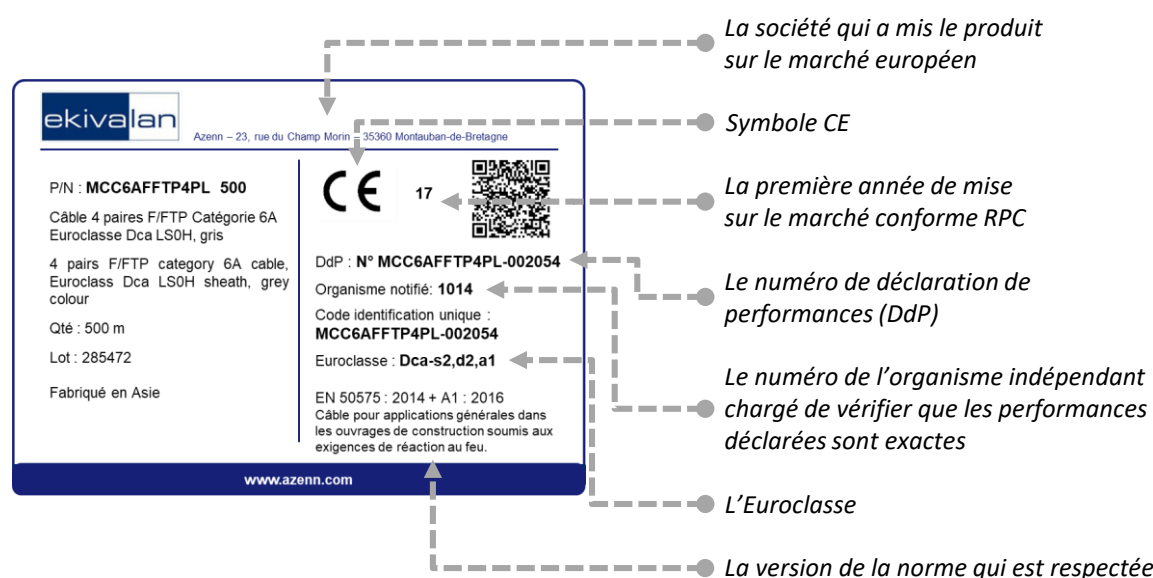 La société qui a mis le produit
sur le marché européen
ekivalan
Azenn – 23, rue du Champ Morin – 35360 Montauban-de-Bretagne
Symbole CE
P/N : MCC6AFFTP4PL 500
Câble 4 paires F/FTP Catégorie 6A
Euroclasse Dca LS0H, gris
4 pairs F/FTP category 6A cable,
Euroclass Dca LS0H sheath, grey
colour
Qté : 500 m
Lot : 285472
Fabriqué en Asie
CE
17
La première année de mise
sur le marché conforme RPC
DdP : N° MCC6AFFTP4PL-002054
Organisme notifié: 1014
Code identification unique :
MCC6AFFTP4PL-002054
Euroclasse : Dca-s2,d2,a1
EN 50575 : 2014 + A1 : 2016
Câble pour applications générales dans
les ouvrages de construction soumis aux
exigences de réaction au feu.
www.azenn.com
Le numéro de déclaration de
performances (DdP)
Le numéro de l’organisme indépendant
chargé de vérifier que les performances
déclarées sont exactes
L’Euroclasse
La version de la norme qui est respectée